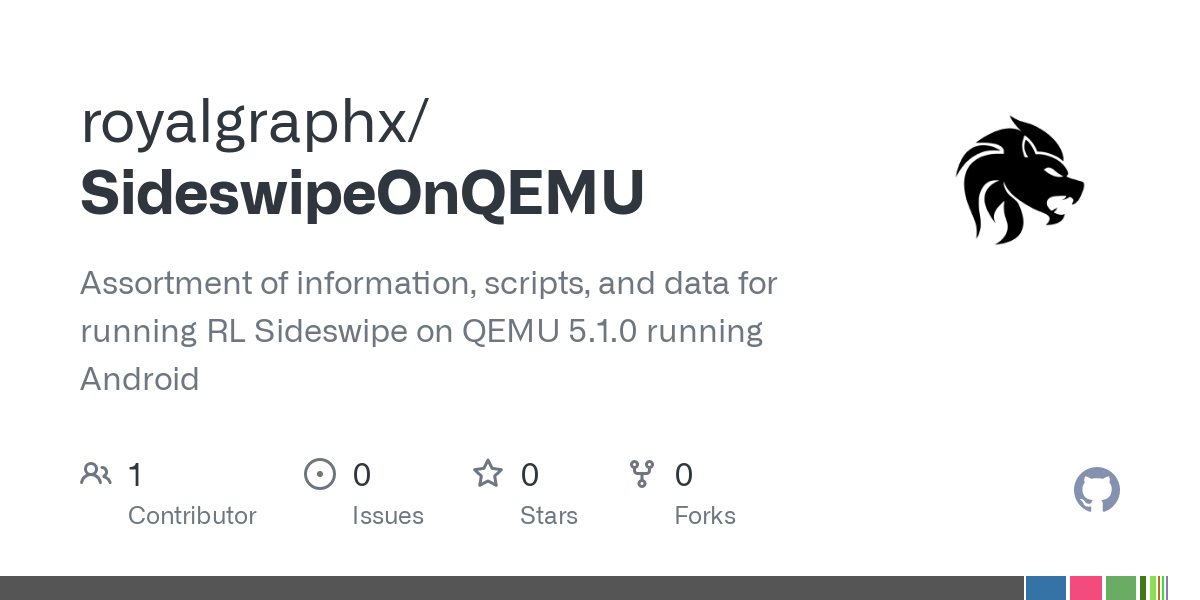 royalgraphx/
SideswipeOnQEMU
Assortment of information, scripts, and data for
running RL Sideswipe on QEMU 5.1.0 running
Android
1 0 0 0
Contributor Issues Stars Forks